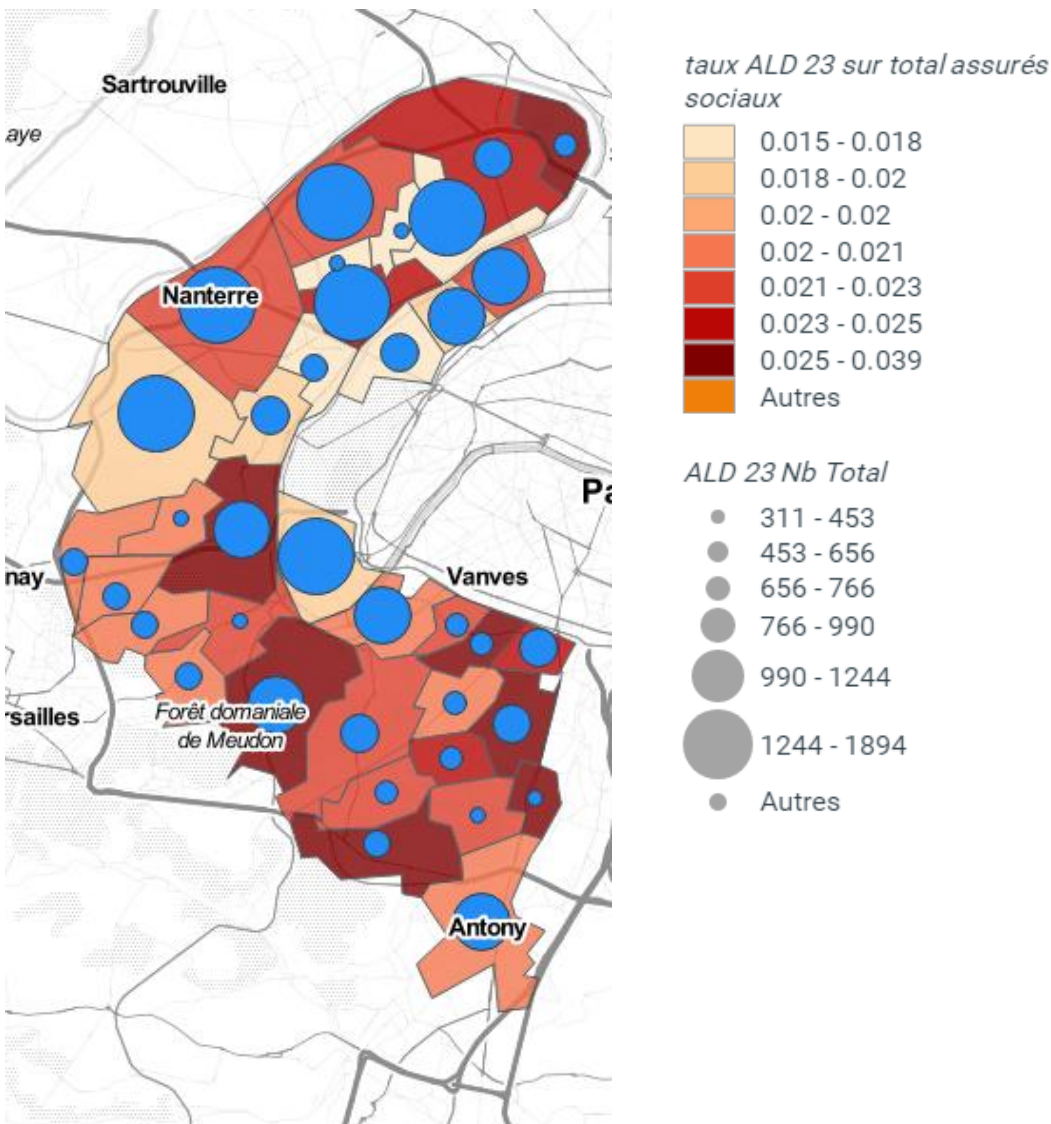 Sartrouville
aye
Nanterre
Pa
nay
Vanves
rsailles
Forêt domaniale
de Meudon
Antony
taux ALD 23 sur total assurés
sociaux
0.015 - 0.018
0.018 - 0.02
0.02 - 0.02
0.02 - 0.021
0.021 - 0.023
0.023 - 0.025
0.025 - 0.039
Autres
ALD 23 Nb Total
311 - 453
453 - 656
656 - 766
766 - 990
990 - 1244
1244 - 1894
Autres